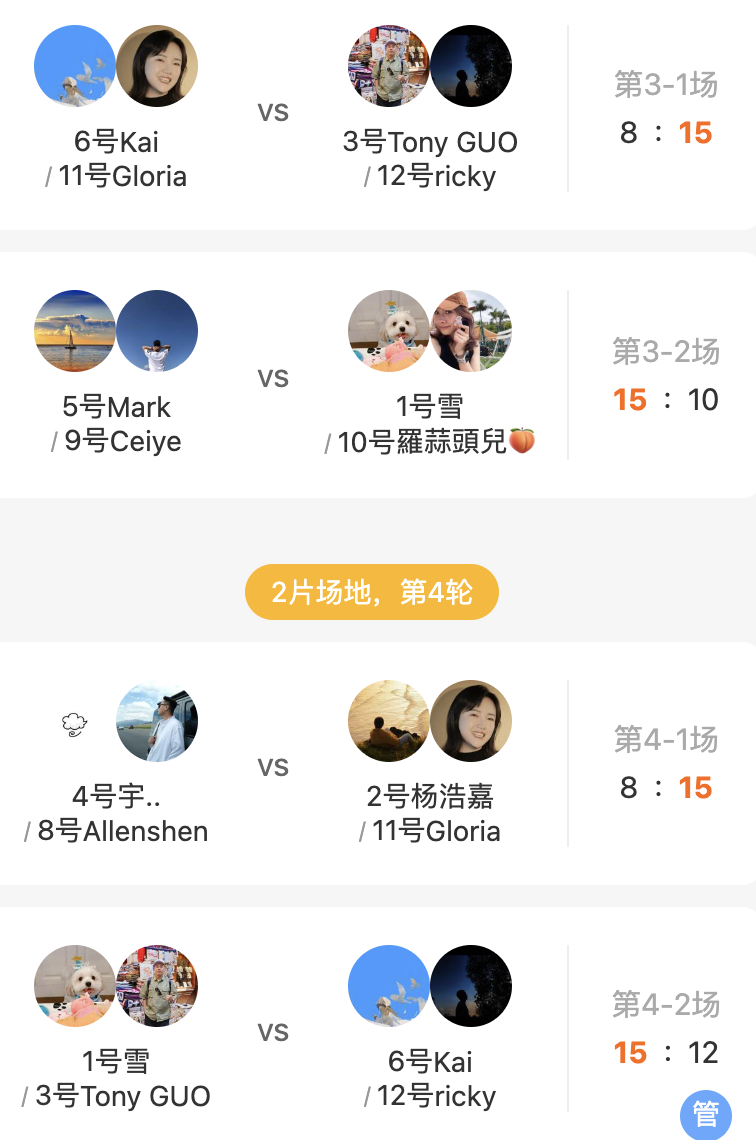 6号Kai
/ 11号Gloria
VS
3号Tony GUO
/ 12号ricky
第3-1场
8 : 15
5号Mark
/ 9号Ceiye
VS
1号雪
/ 10号羅蒜頭兒🍑
第3-2场
15 : 10
2片场地，第4轮
4号宇..
/ 8号Allenshen
VS
2号杨浩嘉
/ 11号Gloria
第4-1场
8 : 15
1号雪
/ 3号Tony GUO
VS
6号Kai
/ 12号ricky
第4-2场
15 : 12
管